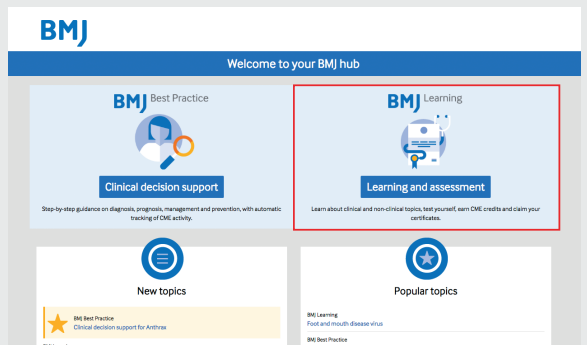 BMJ
Welcome to your BMJ hub
BMJ Best Practice
Clinical decision support
Step-by-step guidance on diagnosis, prognosis, management and prevention, with automatic
tracking of CME activity.
BMJ Learning
Learning and assessment
Learn about clinical and non-clinical topics, test yourself, earn CME credits and claim your
certificates.
New topics
BMJ Best Practice
Clinical decision support for Anthrax
Popular topics
BMJ Learning
Foot and mouth disease virus
BMJ Best Practice